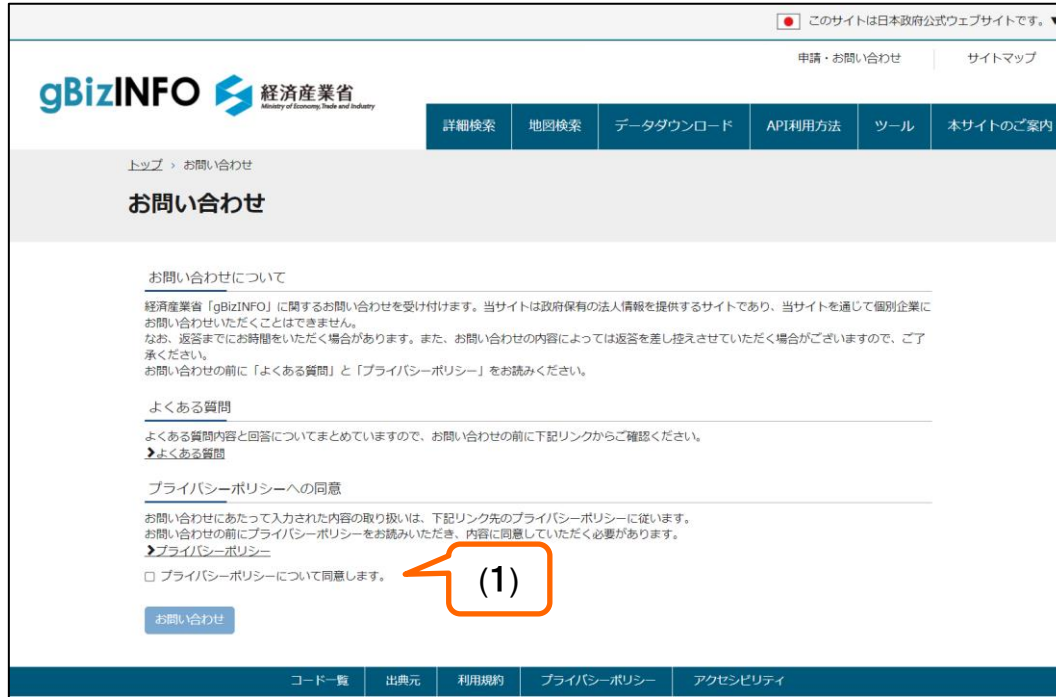 このサイトは日本政府公式ウェブサイトです。▼
申請・お問い合わせ サイトマップ
gBizINFO 経済産業省
Ministry of Economy, Trade and Industry
詳細検索 地図検索 データダウンロード API利用方法 ツール 本サイトのご案内
トップ › お問い合わせ
お問い合わせ
お問い合わせについて
経済産業省「gBizINFO」に関するお問い合わせを受け付けます。当サイトは政府保有の法人情報を提供するサイトであり、当サイトを通じて個別企業に
お問い合わせいただくことはできません。
なお、返答までにお時間をいただく場合があります。また、お問い合わせの内容によっては返答を差し控えさせていただく場合がございますので、ご了
承ください。
お問い合わせの前に「よくある質問」と「プライバシーポリシー」をお読みください。
よくある質問
よくある質問内容と回答についてまとめていますので、お問い合わせの前に下記リンクからご確認ください。
❯よくある質問
プライバシーポリシーへの同意
お問い合わせにあたって入力された内容の取り扱いは、下記リンク先のプライバシーポリシーに従います。
お問い合わせの前にプライバシーポリシーをお読みいただき、内容に同意していただく必要があります。
❯プライバシーポリシー
□ プライバシーポリシーについて同意します。
(1)
お問い合わせ
コード一覧 出典元 利用規約 プライバシーポリシー アクセシビリティ